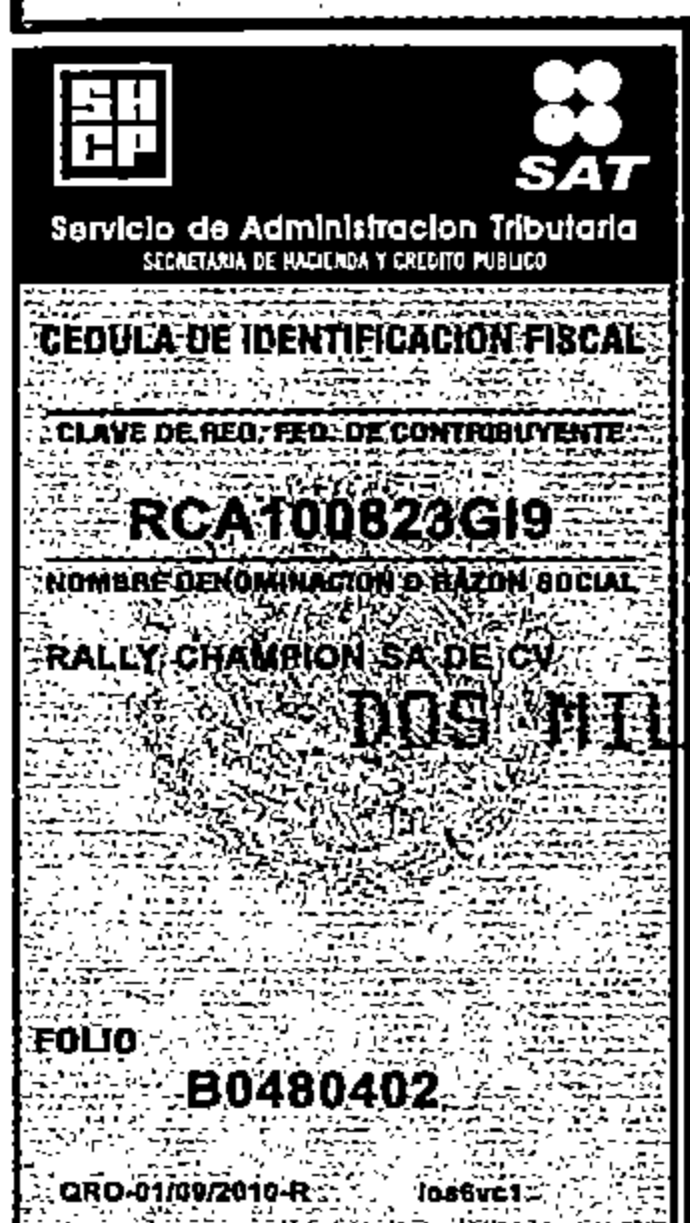 SH
CP
SAT
Servicio de Administracion Tributaria
SECRETARIA DE HACIENDA Y CREDITO PUBLICO
CEDULA DE IDENTIFICACION FISCAL
CLAVE DE REG. FED. DE CONTRIBUYENTE
RCA100823GI9
NOMBRE DENOMINACION O RAZON SOCIAL
RALLY CHAMPION SA DE CV
DOS MIL
FOLIO
B0480402
QRO-01/09/2010-R